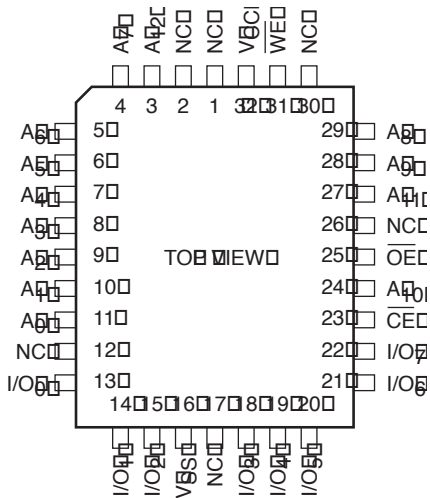 A7 A12 NC NC VCC WE NC
4 3 2 1 32 31 30
A6 5 29 A8
A5 6 28 A9
A4 7 27 A11
A3 8 26 NC
A2 9 TOP VIEW 25 OE
A1 10 24 A10
A0 11 23 CE
NC 12 22 I/O7
I/O0 13 21 I/O6
14 15 16 17 18 19 20
I/O1 I/O2 VSS NC I/O3 I/O4 I/O5